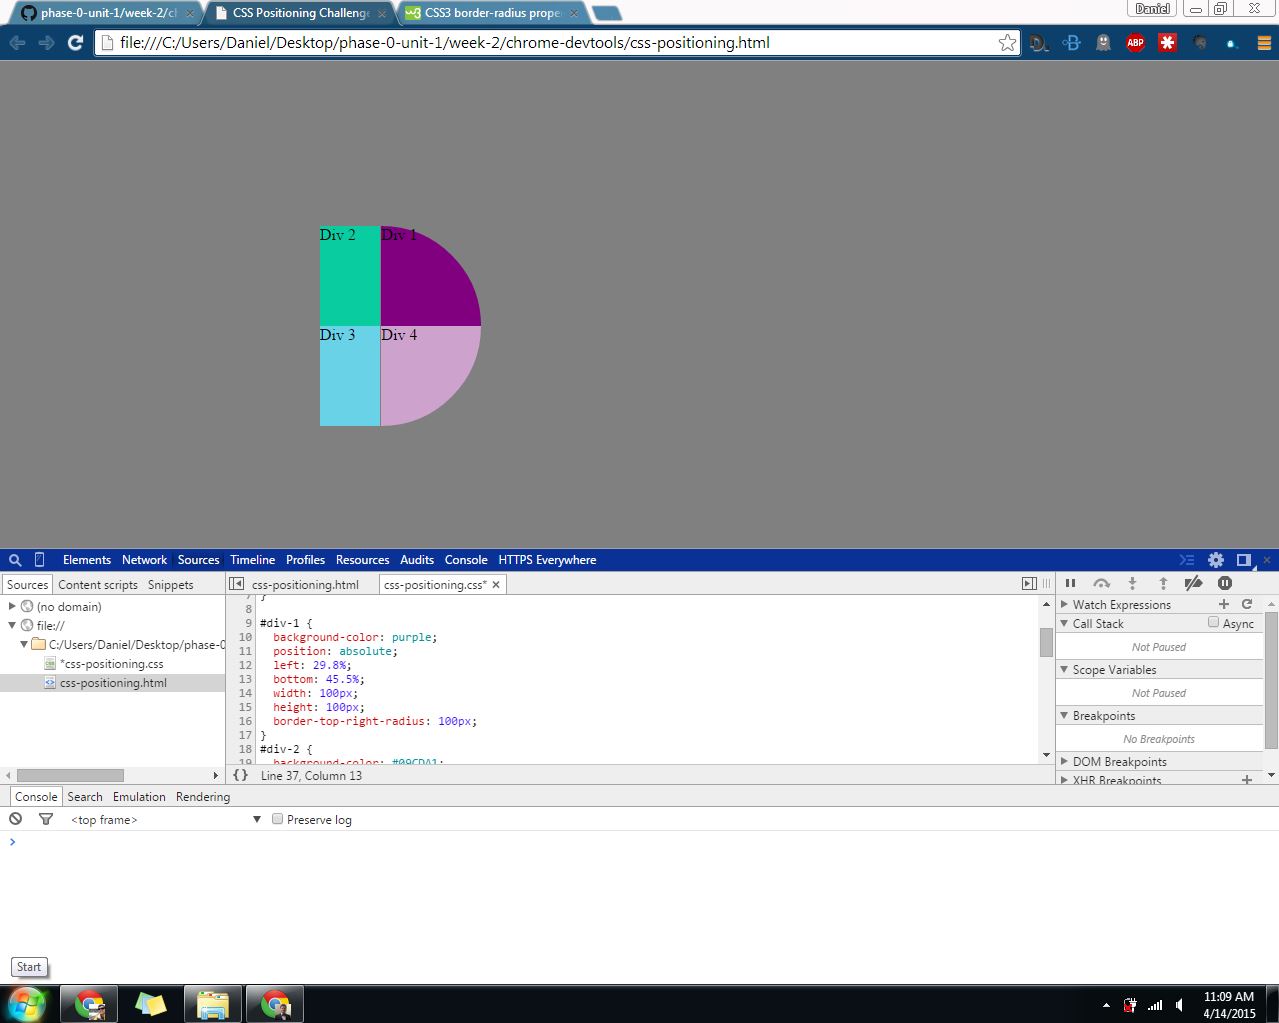 phase-0-unit-1/week-2/ch
CSS Positioning Challenge
w3
CSS3 border-radius prope
Daniel
file:///C:/Users/Daniel/Desktop/phase-0-unit-1/week-2/chrome-devtools/css-positioning.html
ABP
Div 2
Div 1
Div 3
Div 4
Elements Network Sources Timeline Profiles Resources Audits Console HTTPS Everywhere
Sources Content scripts Snippets
css-positioning.html
css-positioning.css*
(no domain)
file://
C:/Users/Daniel/Desktop/phase-0
*css-positioning.css
css-positioning.html
7 }
8
9 #div-1 {
10 background-color: purple;
11 position: absolute;
12 left: 29.8%;
13 bottom: 45.5%;
14 width: 100px;
15 height: 100px;
16 border-top-right-radius: 100px;
17 }
18 #div-2 {
19 background-color: #09CDA1;
{} Line 37, Column 13
Watch Expressions
Call Stack
Async
Not Paused
Scope Variables
Not Paused
Breakpoints
No Breakpoints
DOM Breakpoints
XHR Breakpoints
Console Search Emulation Rendering
<top frame>
Preserve log
>
Start
11:09 AM
4/14/2015